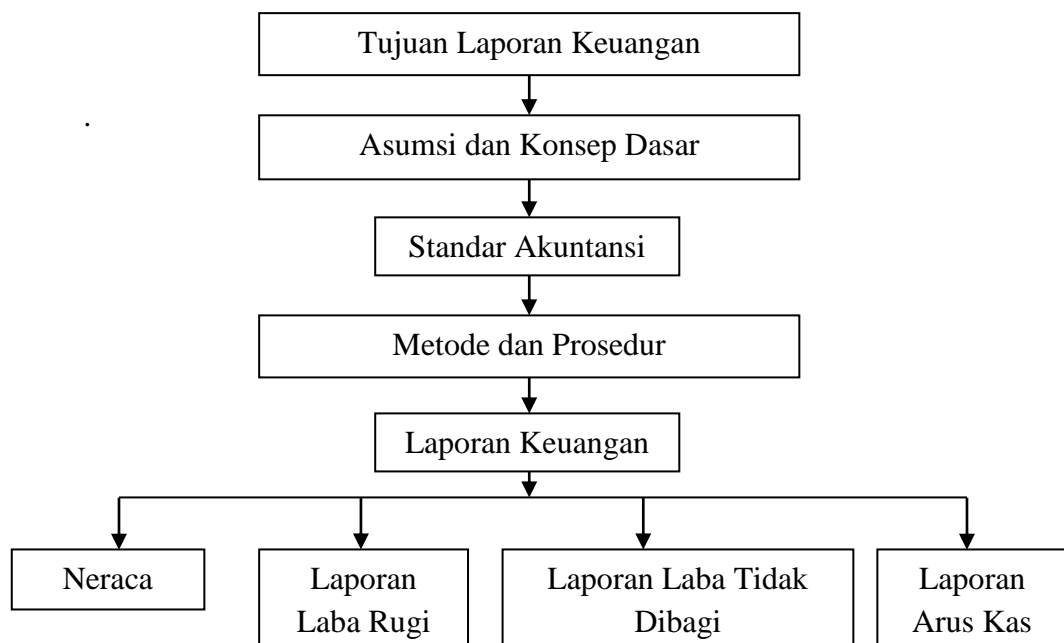 Tujuan Laporan Keuangan
.
Asumsi dan Konsep Dasar
Standar Akuntansi
Metode dan Prosedur
Laporan Keuangan
Neraca
Laporan
Laba Rugi
Laporan Laba Tidak
Dibagi
Laporan
Arus Kas